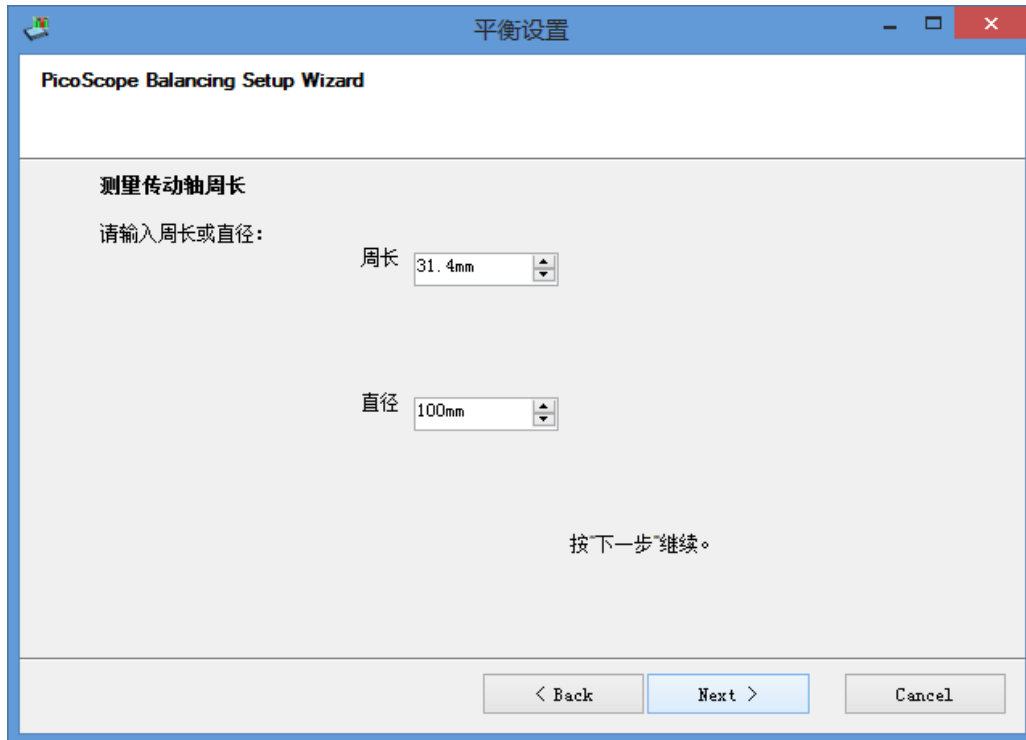 平衡设置
PicoScope Balancing Setup Wizard
测量传动轴周长
请输入周长或直径:
周长 31.4mm
直径 100mm
按"下一步"继续。
< Back Next > Cancel